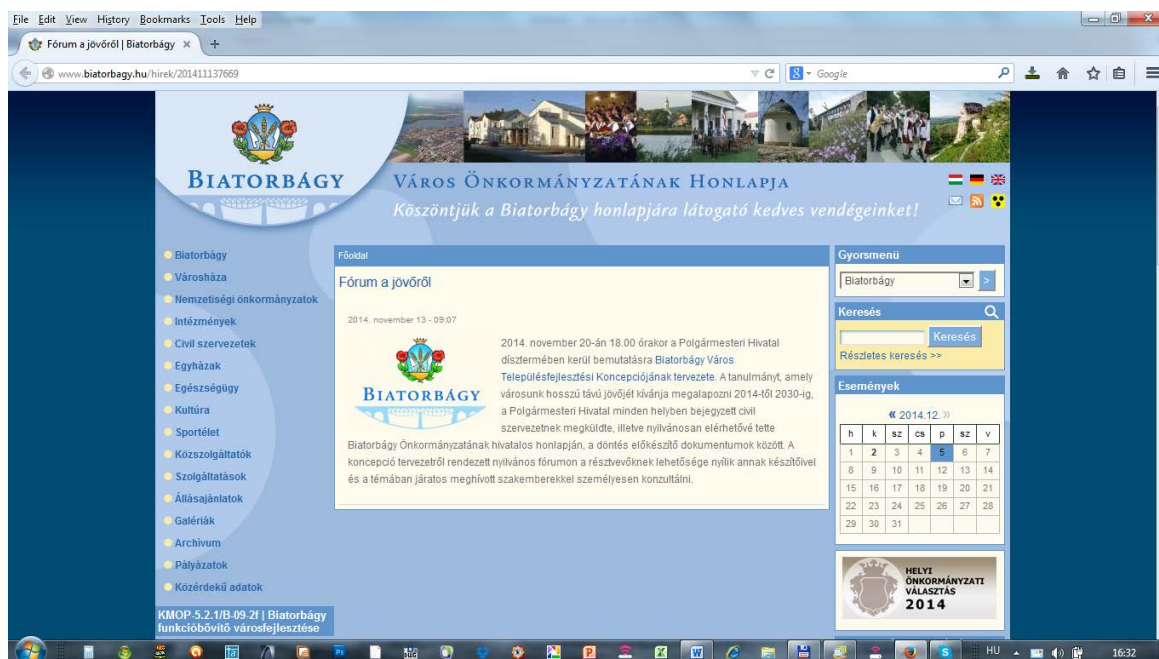 File Edit View History Bookmarks Tools Help
Fórum a jövőről | Biatorbágy × +
www.biatorbagy.hu/hirek/201411137669
Google
BIATORBÁGY
VÁROS ÖNKORMÁNYZATÁNAK HONLAPJA
Köszöntjük a Biatorbágy honlapjára látogató kedves vendégeinket!
Biatorbágy
Városháza
Nemzetiségi önkormányzatok
Intézmények
Civil szervezetek
Egyházak
Egészségügy
Kultúra
Sportélet
Közszolgáltatók
Szolgáltatások
Állásajánlatok
Galériák
Archívum
Pályázatok
Közérdekű adatok
KMOP-5.2.1/B-09-2f | Biatorbágy
funkcióbővítő városfejlesztése
Főoldal
Fórum a jövőről
2014. november 13 - 09:07
BIATORBÁGY
2014. november 20-án 18.00 órakor a Polgármesteri Hivatal
dísztermében kerül bemutatásra Biatorbágy Város
Településfejlesztési Koncepciójának tervezete. A tanulmányt, amely
városunk hosszú távú jövőjét kívánja megalapozni 2014-től 2030-ig,
a Polgármesteri Hivatal minden helyben bejegyzett civil
szervezetnek megküldte, illetve nyilvánosan elérhetővé tette
Biatorbágy Önkormányzatának hivatalos honlapján, a döntés előkészítő dokumentumok között. A
koncepció tervezetről rendezett nyilvános fórumon a résztvevőknek lehetősége nyílik annak készítőivel
és a témában járatos meghívott szakemberekkel személyesen konzultálni.
Gyorsmenü
Biatorbágy >
Keresés
Keresés
Részletes keresés >>
Események
« 2014.12. »
h k sz cs p sz v
1 2 3 4 5 6 7
8 9 10 11 12 13 14
15 16 17 18 19 20 21
22 23 24 25 26 27 28
29 30 31
HELYI
ÖNKORMÁNYZATI
VÁLASZTÁS
2014
HU 16:32